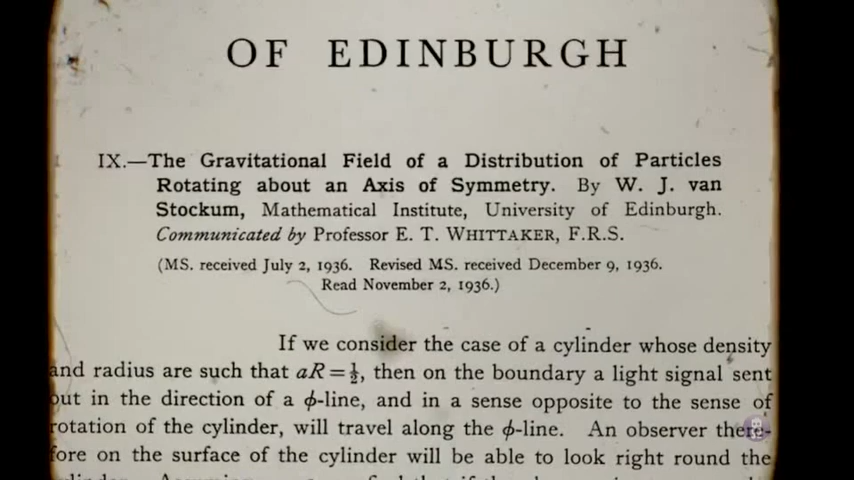 OF EDINBURGH
IX.—The Gravitational Field of a Distribution of Particles
Rotating about an Axis of Symmetry. By W. J. van
Stockum, Mathematical Institute, University of Edinburgh.
Communicated by Professor E. T. WHITTAKER, F.R.S.
(MS. received July 2, 1936. Revised MS. received December 9, 1936.
Read November 2, 1936.)
If we consider the case of a cylinder whose density
and radius are such that aR=½, then on the boundary a light signal sent
out in the direction of a ϕ-line, and in a sense opposite to the sense of
rotation of the cylinder, will travel along the ϕ-line. An observer there-
fore on the surface of the cylinder will be able to look right round the